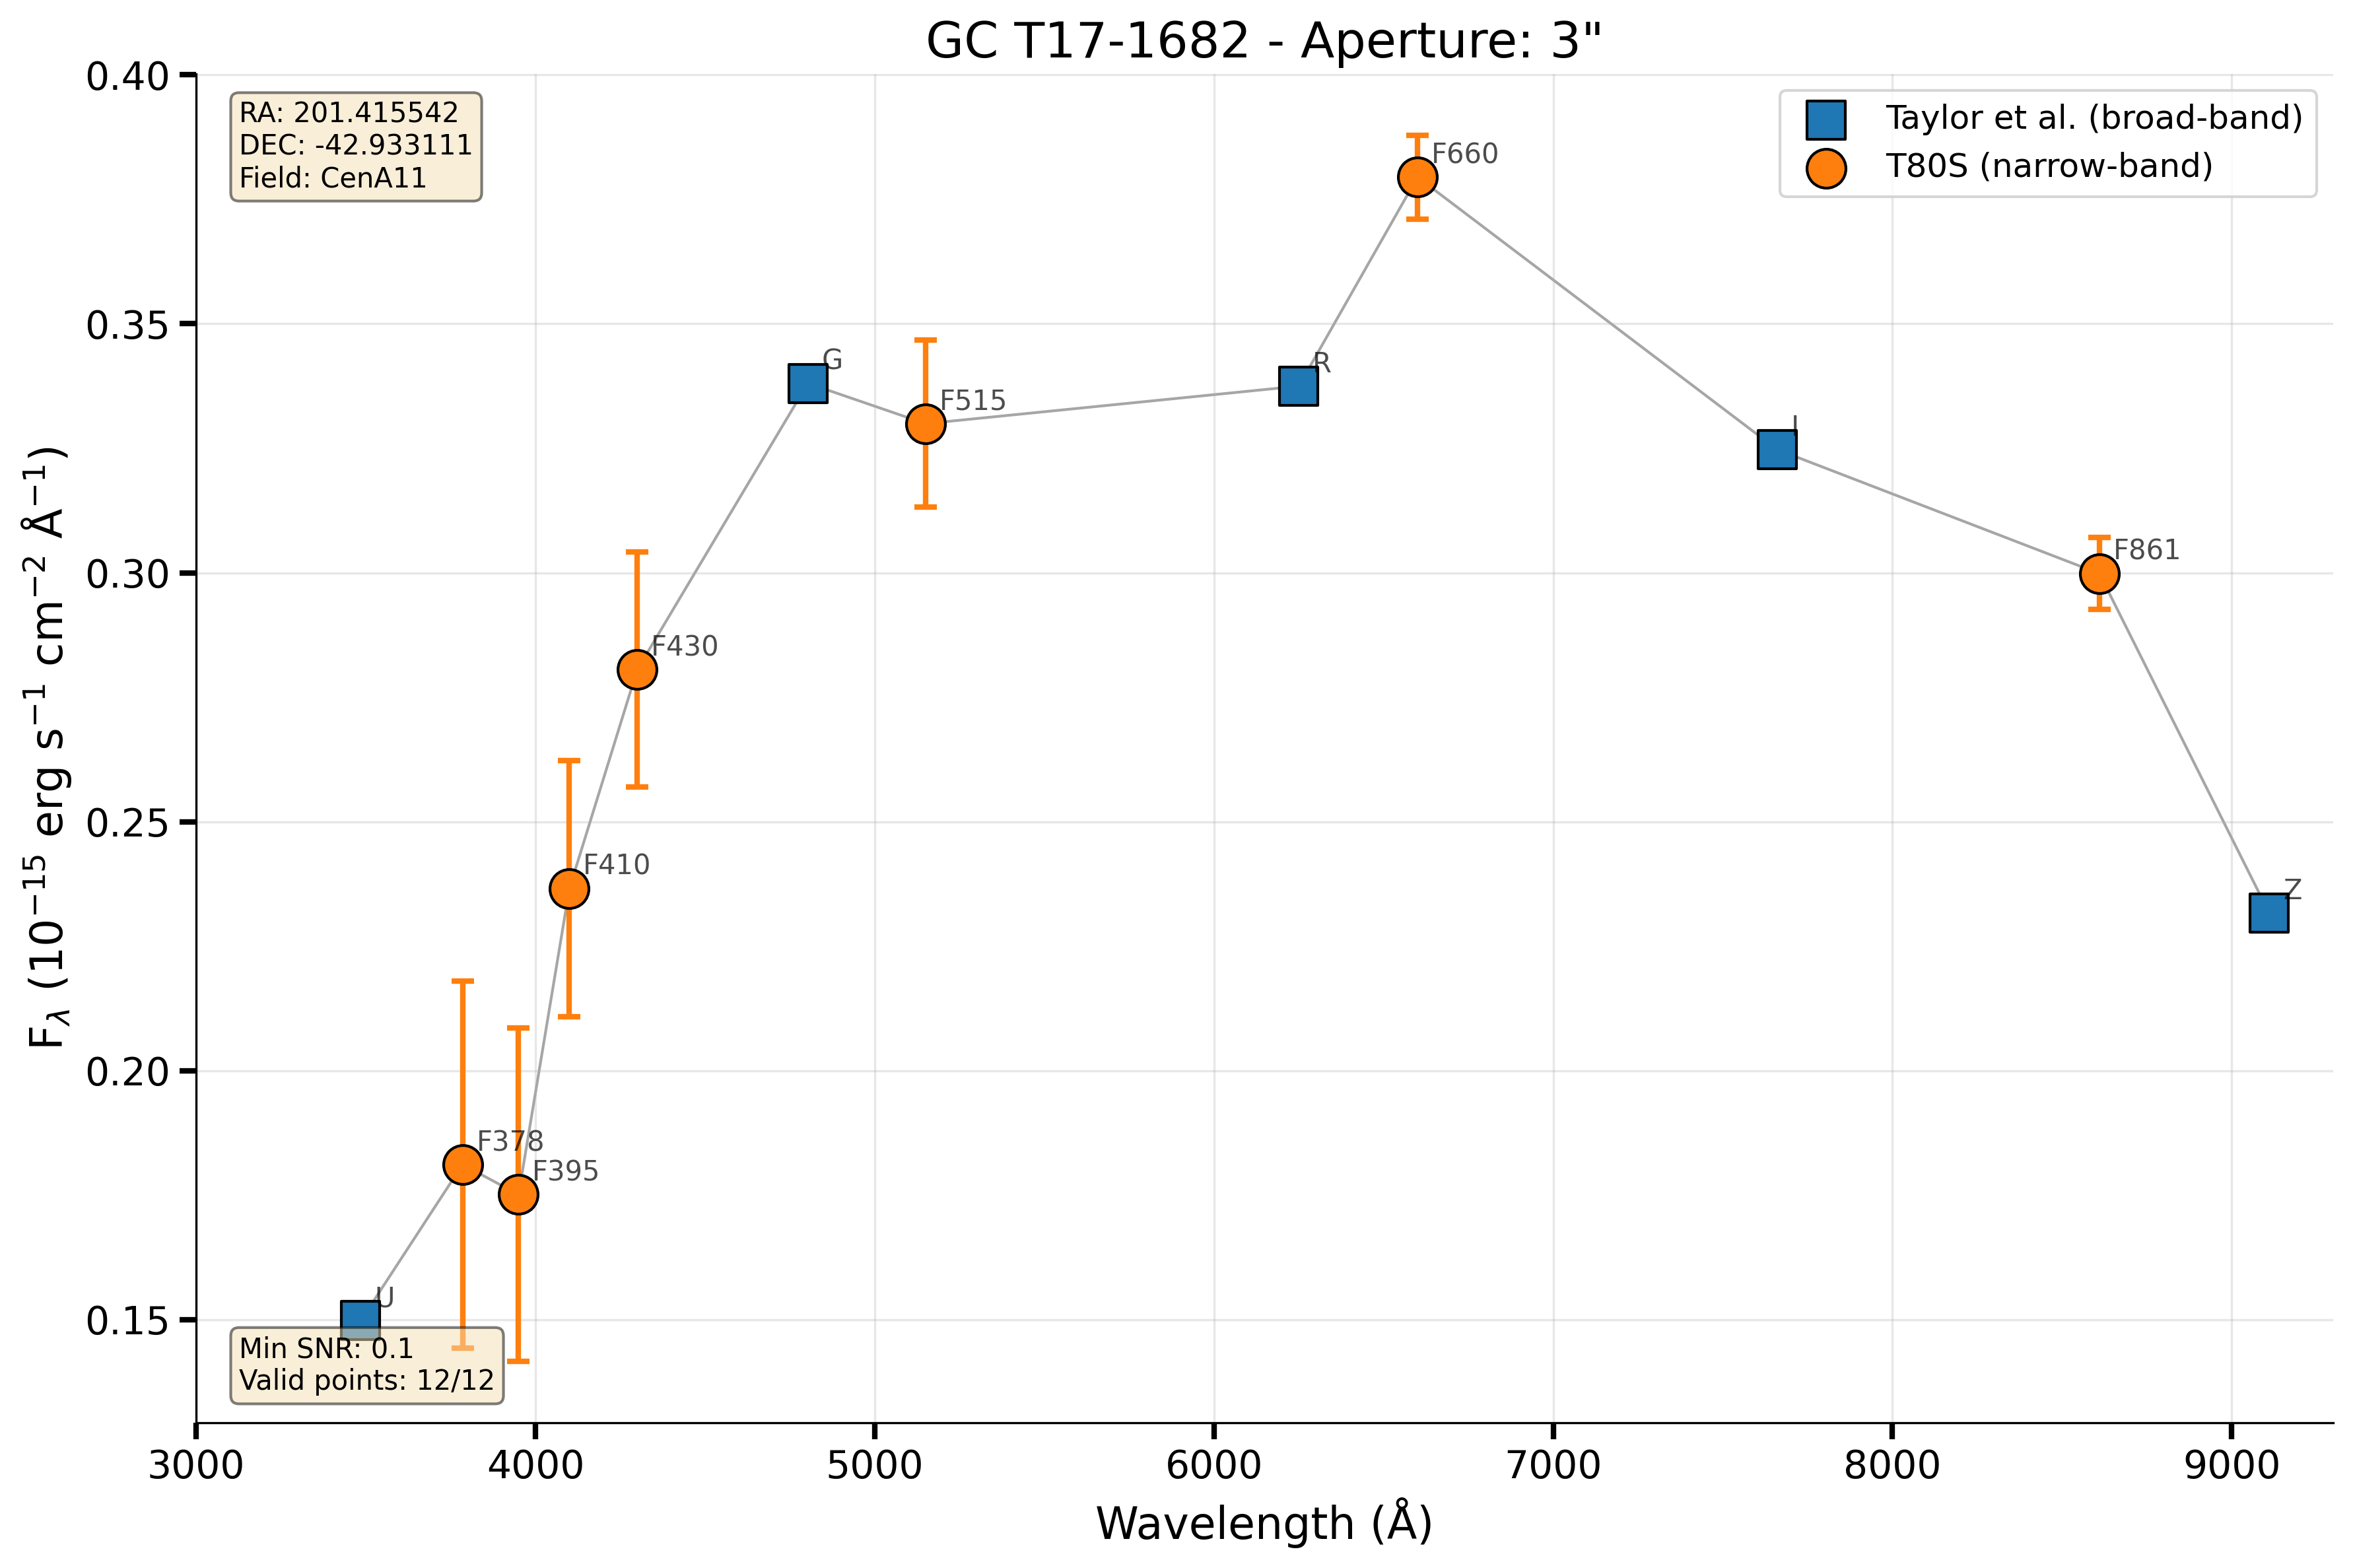 GC T17-1682 - Aperture: 3"
RA: 201.415542
DEC: -42.933111
Field: CenA11
Taylor et al. (broad-band)
T80S (narrow-band)
F660
G
R
F515
I
F861
F430
F410
Z
F378
F395
U
Min SNR: 0.1
Valid points: 12/12
0.40
0.35
0.30
0.25
0.20
0.15
F_λ (10⁻¹⁵ erg s⁻¹ cm⁻² Å⁻¹)
3000 4000 5000 6000 7000 8000 9000
Wavelength (Å)